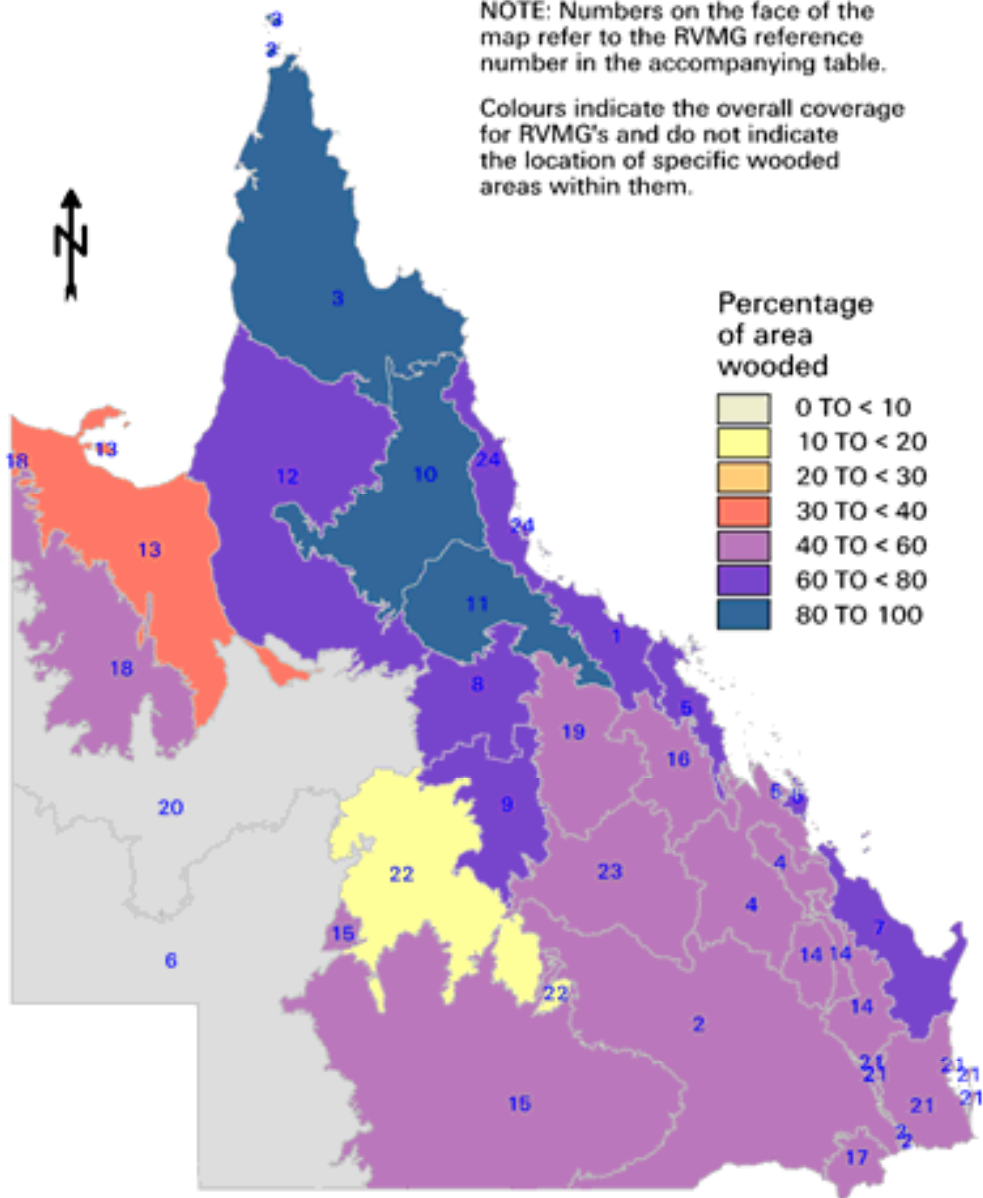 NOTE: Numbers on the face of the
map refer to the RVMG reference
number in the accompanying table.
Colours indicate the overall coverage
for RVMG's and do not indicate
the location of specific wooded
areas within them.
N
Percentage
of area
wooded
0 TO < 10
10 TO < 20
20 TO < 30
30 TO < 40
40 TO < 60
60 TO < 80
80 TO 100
3
3
3
18
13
12
10
24
24
13
11
1
18
8
5
19
16
20
9
5
5
22
23
4
4
15
7
6
14
14
22
14
2
21
21
21
21
21
15
21
2
2
17